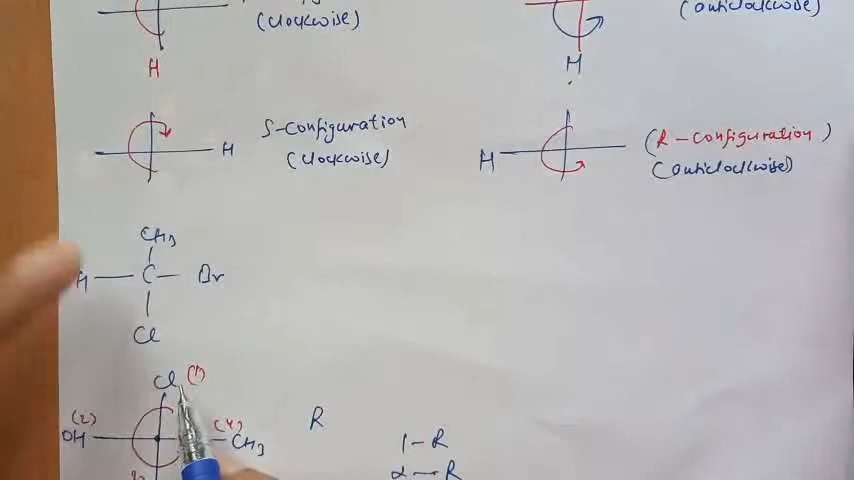 (clockwise)
(anticlockwise)
H
H
S-configuration
(clockwise)
H
H
(R-configuration)
(anticlockwise)
CH3
H C Br
Cl
Cl (1)
(2)
(4)
OH
CH3
R
1-R
α-R